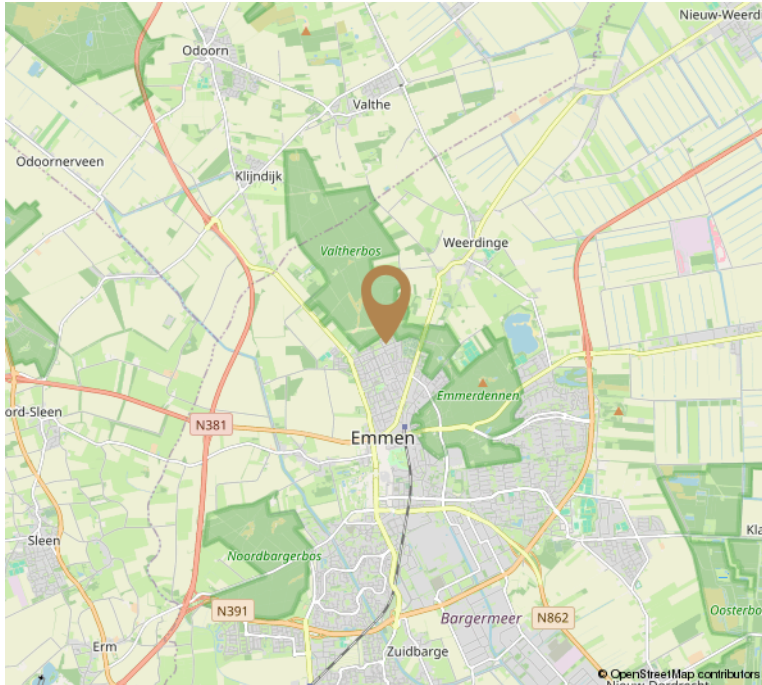 Nieuw-Weerdi
Odoorn
Valthe
Odoornerveen
Klijndijk
Weerdinge
Valtherbos
Emmerdennen
ord-Sleen
N381
Emmen
Sleen
Noordbargerbos
Kla
N391
Bargermeer
N862
Oosterbo
Erm
Zuidbarge
© OpenStreetMap contributors